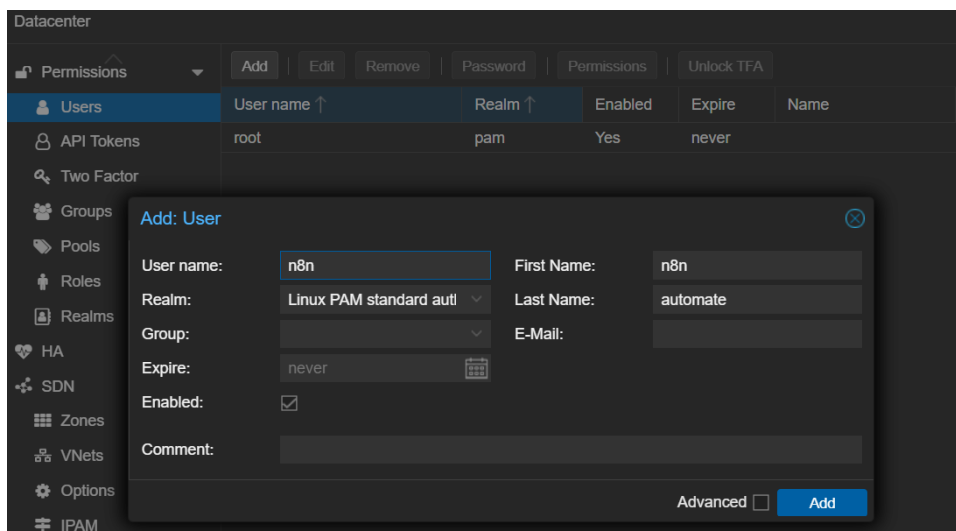 Datacenter
Permissions
Add Edit Remove Password Permissions Unlock TFA
Users
User name Realm Enabled Expire Name
API Tokens
root pam Yes never
Two Factor
Groups
Add: User
Pools
User name: n8n First Name: n8n
Roles
Realm: Linux PAM standard autl Last Name: automate
Realms
Group: E-Mail:
HA
Expire: never
SDN
Enabled:
Zones
VNets
Comment:
Options
Advanced Add
IPAM